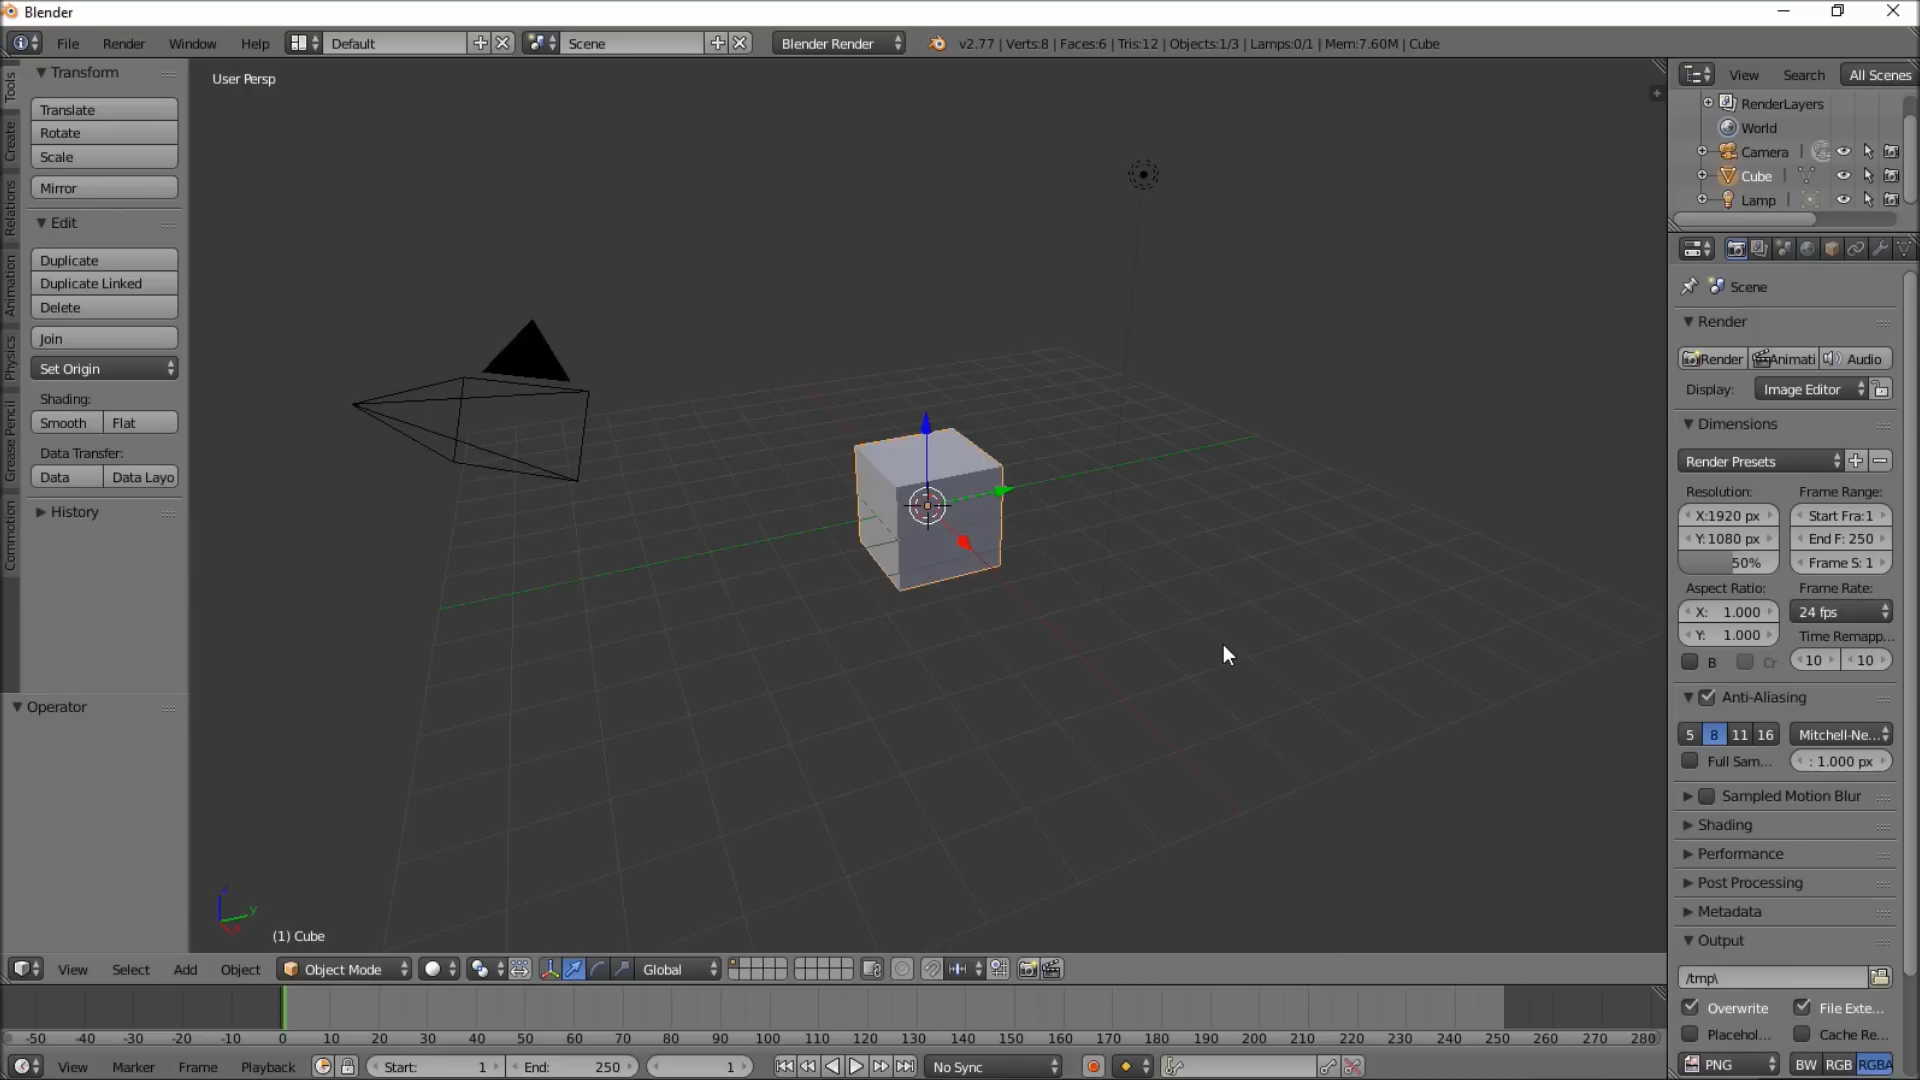 Blender
File Render Window Help Default Scene Blender Render v2.77 | Verts:8 | Faces:6 | Tris:12 | Objects:1/3 | Lamps:0/1 | Mem:7.60M | Cube
Tools
Create
Relations
Animation
Physics
Grease Pencil
Commotion
Transform
Translate
Rotate
Scale
Mirror
Edit
Duplicate
Duplicate Linked
Delete
Join
Set Origin
Shading:
Smooth Flat
Data Transfer:
Data Data Layo
History
Operator
User Persp
z
y
x
(1) Cube
View Search All Scenes
RenderLayers
World
Camera
Cube
Lamp
Scene
Render
Render Animati Audio
Display: Image Editor
Dimensions
Render Presets
Resolution: Frame Range:
X:1920 px Start Fra:1
Y:1080 px End F: 250
50% Frame S: 1
Aspect Ratio: Frame Rate:
X: 1.000 24 fps
Y: 1.000 Time Remapp...
B Cr 10 10
Anti-Aliasing
5 8 11 16 Mitchell-Ne...
Full Sam... : 1.000 px
Sampled Motion Blur
Shading
Performance
Post Processing
Metadata
Output
/tmp\
Overwrite File Exte...
Placehol... Cache Re...
PNG BW RGB RGBA
View Select Add Object Object Mode Global
-50 -40 -30 -20 -10 0 10 20 30 40 50 60 70 80 90 100 110 120 130 140 150 160 170 180 190 200 210 220 230 240 250 260 270 280
View Marker Frame Playback Start: 1 End: 250 1 No Sync